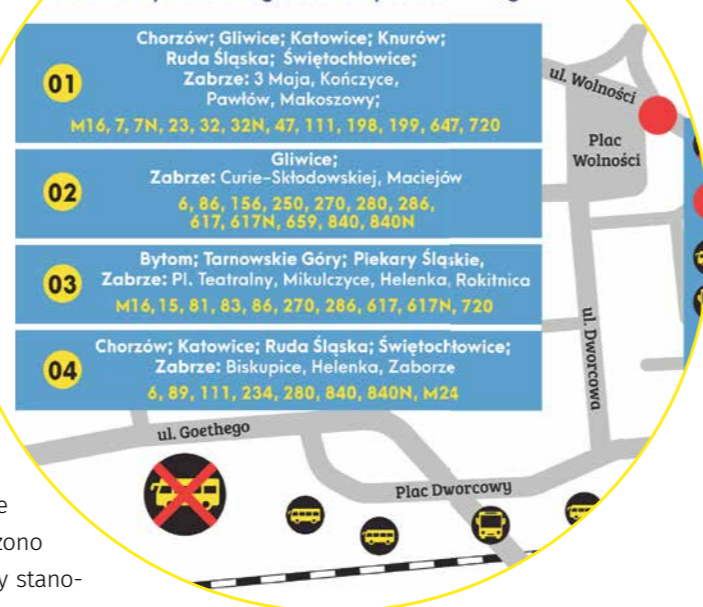 01
Chorzów; Gliwice; Katowice; Knurów;
Ruda Śląska; Świętochłowice;
Zabrze: 3 Maja, Kończyce,
Pawłów, Makoszowy;
M16, 7, 7N, 23, 32, 32N, 47, 111, 198, 199, 647, 720
02
Gliwice;
Zabrze: Curie-Skłodowskiej, Maciejów
6, 86, 156, 250, 270, 280, 286,
617, 617N, 659, 840, 840N
03
Bytom; Tarnowskie Góry; Piekary Śląskie,
Zabrze: Pl. Teatralny, Mikulczyce, Helenka, Rokitnica
M16, 15, 81, 83, 86, 270, 286, 617, 617N, 720
04
Chorzów; Katowice; Ruda Śląska; Świętochłowice;
Zabrze: Biskupice, Helenka, Zaborze
6, 89, 111, 234, 280, 840, 840N, M24
ul. Wolności
Plac
Wolności
ul. Dworcowa
ul. Goethego
Plac Dworcowy
y stano-